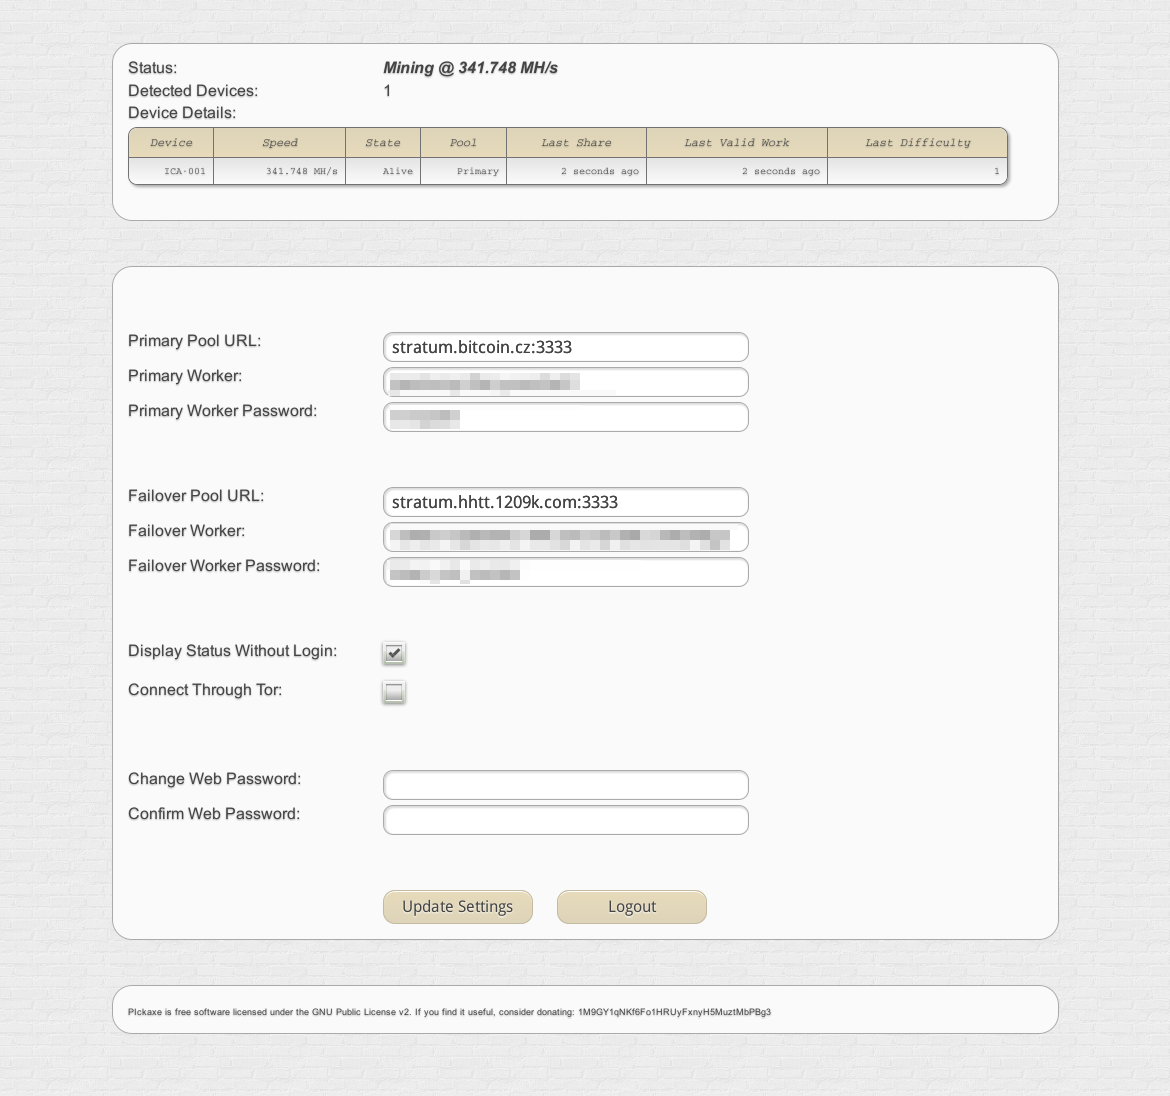 Status: Mining @ 341.748 MH/s
Detected Devices: 1
Device Details:
Device Speed State Pool Last Share Last Valid Work Last Difficulty
ICA-001 341.748 MH/s Alive Primary 2 seconds ago 2 seconds ago 1
Primary Pool URL: stratum.bitcoin.cz:3333
Primary Worker:
Primary Worker Password:
Failover Pool URL: stratum.hhtt.1209k.com:3333
Failover Worker:
Failover Worker Password:
Display Status Without Login:
Connect Through Tor:
Change Web Password:
Confirm Web Password:
Update Settings Logout
PIckaxe is free software licensed under the GNU Public License v2. If you find it useful, consider donating: 1M9GY1qNKf6Fo1HRUyFxnyH5MuztMbPBg3